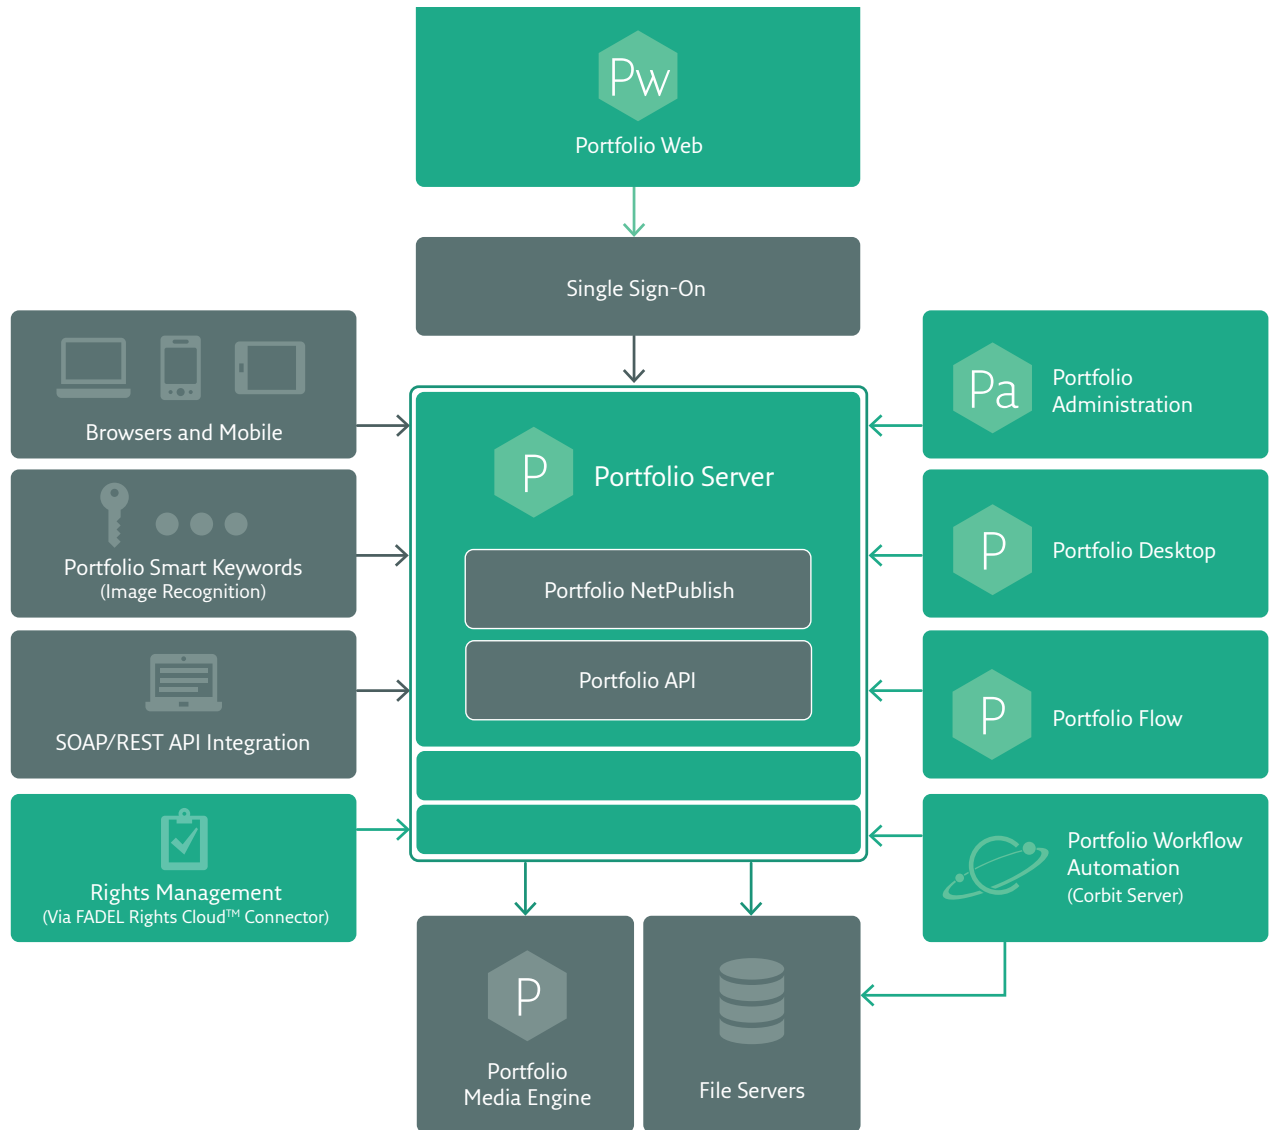 Pw
Portfolio Web
Single Sign-On
Browsers and Mobile
Portfolio Smart Keywords
(Image Recognition)
SOAP/REST API Integration
Rights Management
(Via FADEL Rights Cloud™ Connector)
P
Portfolio Server
Portfolio NetPublish
Portfolio API
Pa
Portfolio
Administration
P
Portfolio Desktop
P
Portfolio Flow
Portfolio Workflow
Automation
(Corbit Server)
P
Portfolio
Media Engine
File Servers